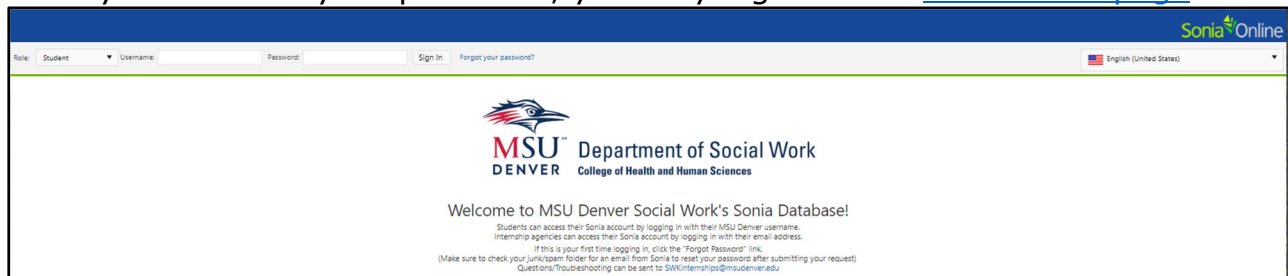 Sonia Online
Role: Student Username: Password: Sign In Forgot your password? English (United States)
MSU™ Department of Social Work
DENVER College of Health and Human Sciences
Welcome to MSU Denver Social Work's Sonia Database!
Students can access their Sonia account by logging in with their MSU Denver username.
Internship agencies can access their Sonia account by logging in with their email address.
If this is your first time logging in, click the "Forgot Password" link.
(Make sure to check your junk/spam folder for an email from Sonia to reset your password after submitting your request)
Questions/Troubleshooting can be sent to SWKinternships@msudenver.edu